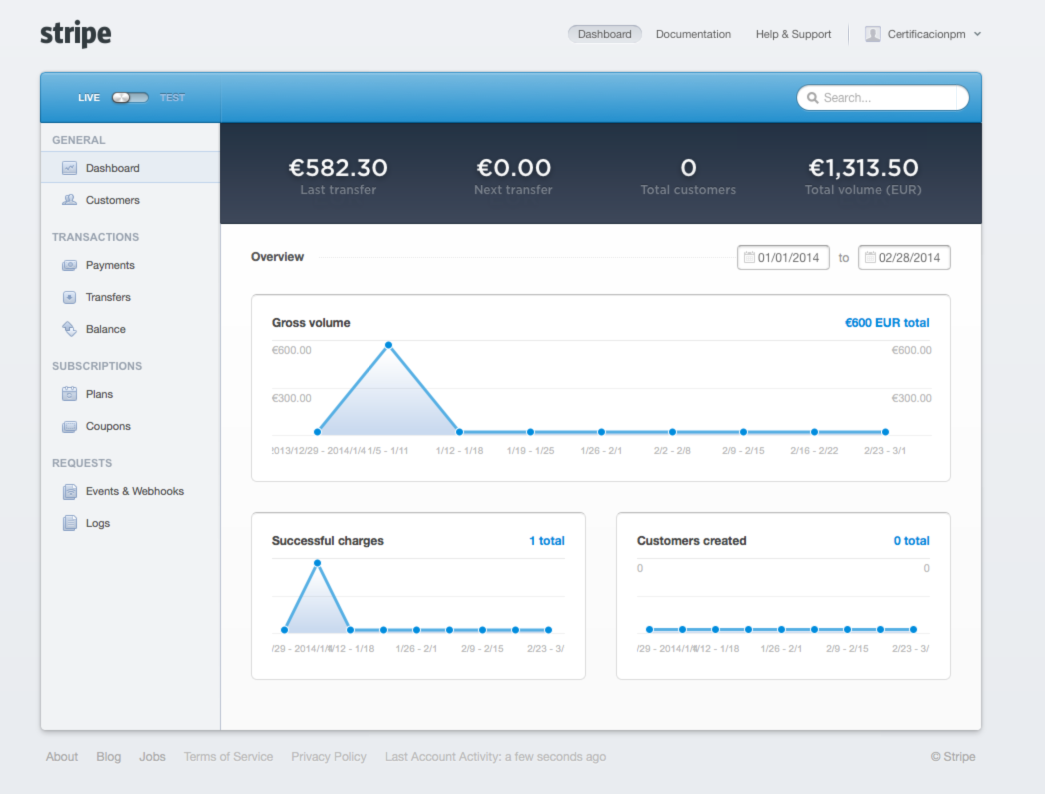 stripe
Dashboard Documentation Help & Support Certificacionpm
LIVE TEST Search...
GENERAL
Dashboard
Customers
TRANSACTIONS
Payments
Transfers
Balance
SUBSCRIPTIONS
Plans
Coupons
REQUESTS
Events & Webhooks
Logs
€582.30 €0.00 0 €1,313.50
Last transfer Next transfer Total customers Total volume (EUR)
Overview 01/01/2014 to 02/28/2014
Gross volume €600 EUR total
€600.00 €600.00
€300.00 €300.00
2013/12/29 - 2014/1/4 1/5 - 1/11 1/12 - 1/18 1/19 - 1/25 1/26 - 2/1 2/2 - 2/8 2/9 - 2/15 2/16 - 2/22 2/23 - 3/1
Successful charges 1 total
/29 - 2014/1/4 1/12 - 1/18 1/26 - 2/1 2/9 - 2/15 2/23 - 3/
Customers created 0 total
0 0
/29 - 2014/1/4 1/12 - 1/18 1/26 - 2/1 2/9 - 2/15 2/23 - 3/
About Blog Jobs Terms of Service Privacy Policy Last Account Activity: a few seconds ago © Stripe